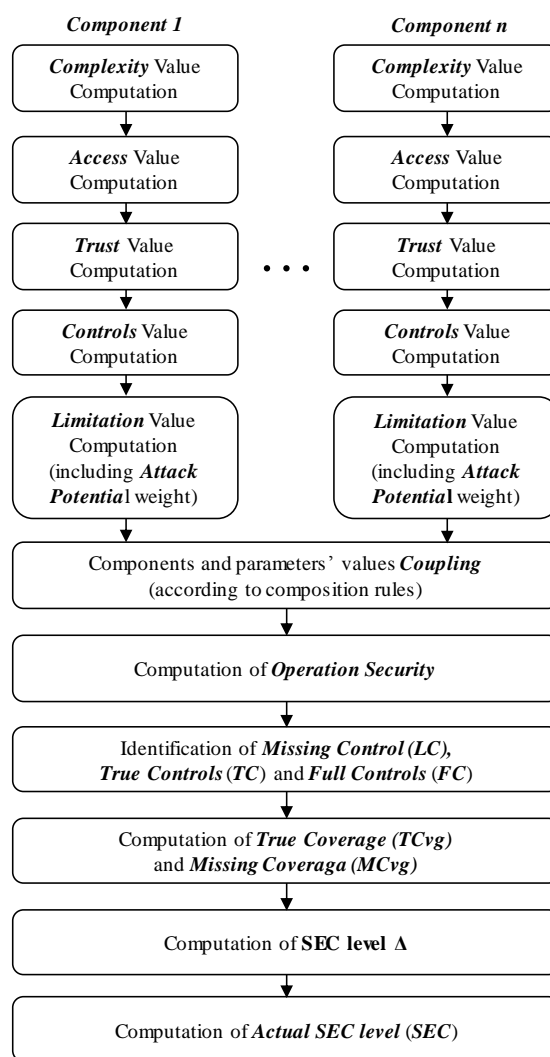 Component 1
Complexity Value
Computation
Access Value
Computation
Trust Value
Computation
Controls Value
Computation
Limitation Value
Computation
(including Attack
Potential weight)
. . .
Component n
Complexity Value
Computation
Access Value
Computation
Trust Value
Computation
Controls Value
Computation
Limitation Value
Computation
(including Attack
Potential weight)
Components and parameters' values Coupling
(according to composition rules)
Computation of Operation Security
Identification of Missing Control (LC),
True Controls (TC) and Full Controls (FC)
Computation of True Coverage (TCvg)
and Missing Coveraga (MCvg)
Computation of SEC level Δ
Computation of Actual SEC level (SEC)